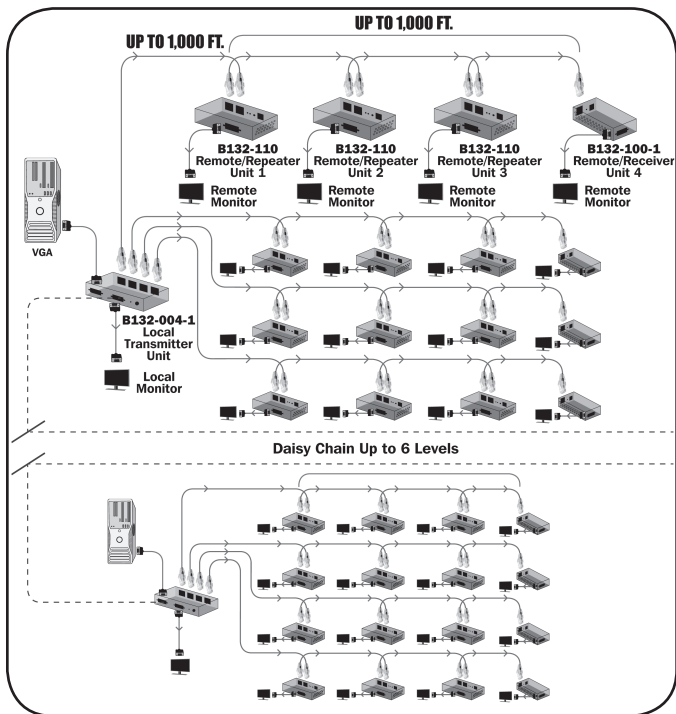 UP TO 1,000 FT.
UP TO 1,000 FT.
B132-110
Remote/Repeater
Unit 1
B132-110
Remote/Repeater
Unit 2
B132-110
Remote/Repeater
Unit 3
B132-100-1
Remote/Receiver
Unit 4
Remote
Monitor
Remote
Monitor
Remote
Monitor
Remote
Monitor
VGA
B132-004-1
Local
Transmitter
Unit
Local
Monitor
Daisy Chain Up to 6 Levels